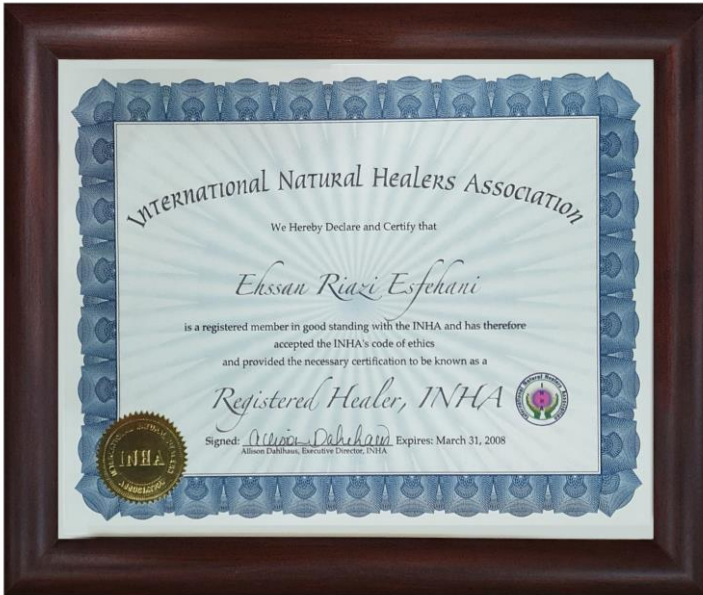 International Natural Healers Association
We Hereby Declare and Certify that
Ehssan Riazi Esfehani
is a registered member in good standing with the INHA and has therefore
accepted the INHA's code of ethics
and provided the necessary certification to be known as a
Registered Healer, INHA
Signed: Allison Dahlhaus Expires: March 31, 2008
Allison Dahlhaus, Executive Director, INHA
INHA